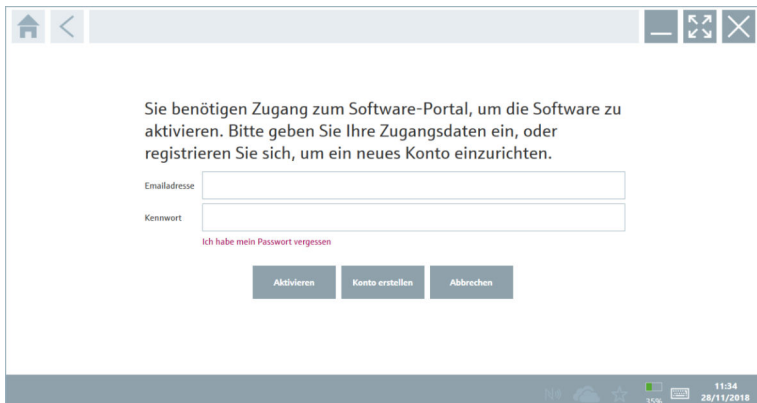 Sie benötigen Zugang zum Software-Portal, um die Software zu
aktivieren. Bitte geben Sie Ihre Zugangsdaten ein, oder
registrieren Sie sich, um ein neues Konto einzurichten.
Emailadresse
Kennwort
Ich habe mein Passwort vergessen
Aktivieren Konto erstellen Abbrechen
35%
11:34
28/11/2018